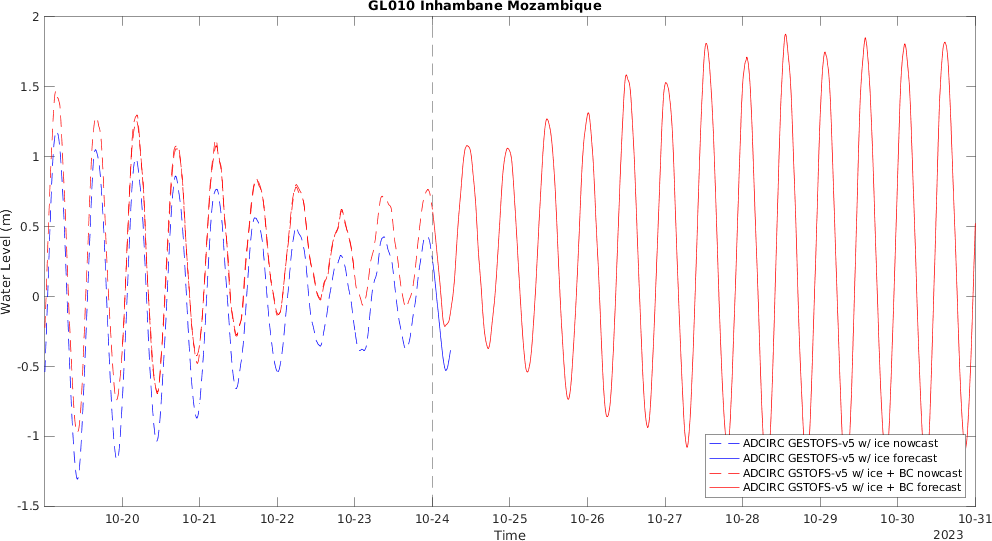 GL010 Inhambane Mozambique
2
1.5
1
0.5
0
-0.5
-1
-1.5
Water Level (m)
ADCIRC GESTOFS-v5 w/ ice nowcast
ADCIRC GESTOFS-v5 w/ ice forecast
ADCIRC GSTOFS-v5 w/ ice + BC nowcast
ADCIRC GSTOFS-v5 w/ ice + BC forecast
10-20 10-21 10-22 10-23 10-24 10-25 10-26 10-27 10-28 10-29 10-30 10-31
Time
2023